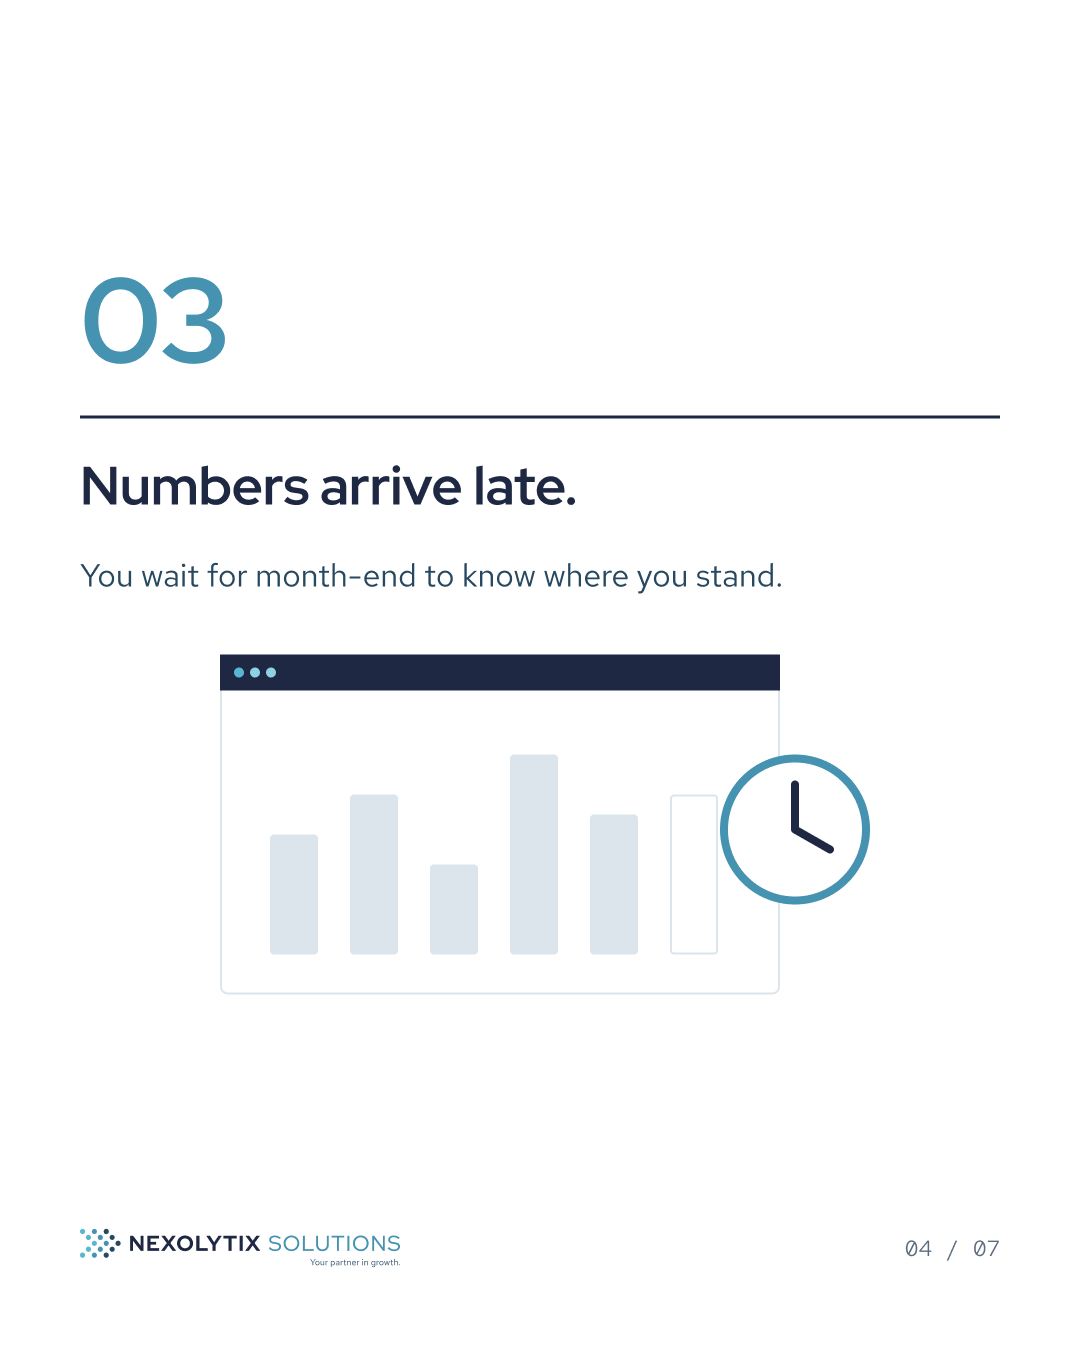 03
Numbers arrive late.
You wait for month-end to know where you stand.
NEXOLYTIX SOLUTIONS
Your partner in growth.
04 / 07